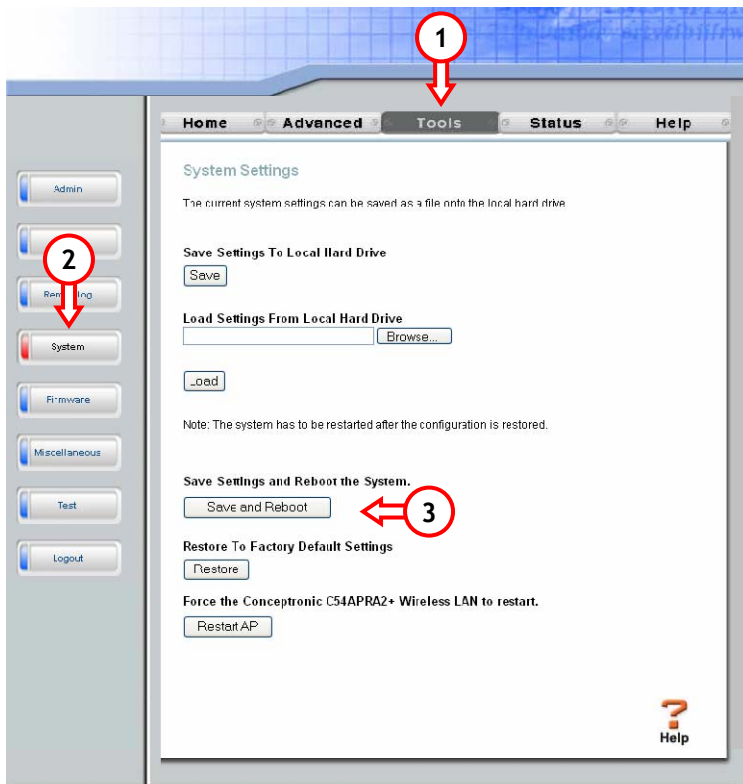 1
Home Advanced Tools Status Help
System Settings
Admin
The current system settings can be saved as a file onto the local hard drive
2
Save Settings To Local Hard Drive
Save
Load Settings From Local Hard Drive
Browse...
System
Load
Firmware
Note: The system has to be restarted after the configuration is restored.
Miscellaneous
Save Settings and Reboot the System.
Test
Save and Reboot
3
Restore To Factory Default Settings
Logout
Restore
Force the Conceptronic C54APRA2+ Wireless LAN to restart.
Restart AP
Help